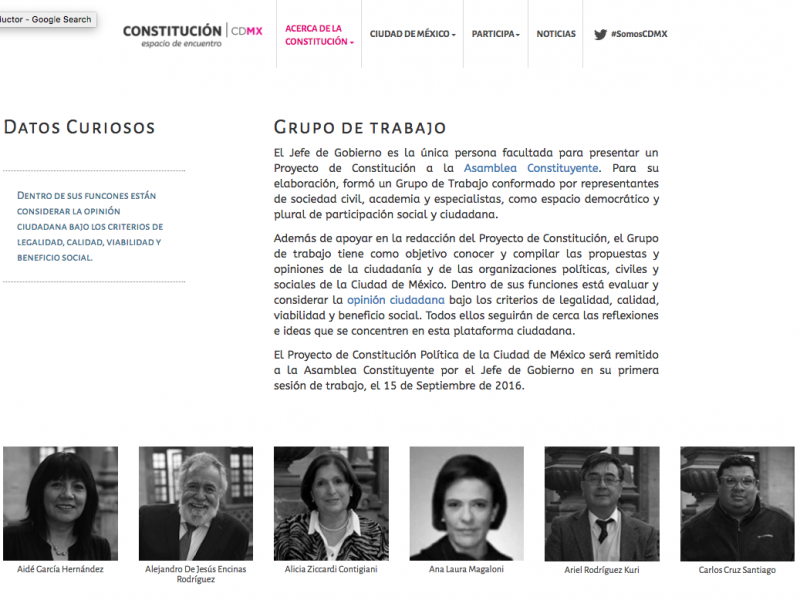 ductor - Google Search
CONSTITUCIÓN | CDMX
espacio de encuentro
ACERCA DE LA
CONSTITUCIÓN
CIUDAD DE MÉXICO
PARTICIPA
NOTICIAS
#SomosCDMX
DATOS CURIOSOS
DENTRO DE SUS FUNCONES ESTÁN
CONSIDERAR LA OPINIÓN
CIUDADANA BAJO LOS CRITERIOS DE
LEGALIDAD, CALIDAD, VIABILIDAD Y
BENEFICIO SOCIAL.
GRUPO DE TRABAJO
El Jefe de Gobierno es la única persona facultada para presentar un
Proyecto de Constitución a la Asamblea Constituyente. Para su
elaboración, formó un Grupo de Trabajo conformado por representantes
de sociedad civil, academia y especialistas, como espacio democrático y
plural de participación social y ciudadana.
Además de apoyar en la redacción del Proyecto de Constitución, el Grupo
de trabajo tiene como objetivo conocer y compilar las propuestas y
opiniones de la ciudadanía y de las organizaciones políticas, civiles y
sociales de la Ciudad de México. Dentro de sus funciones está evaluar y
considerar la opinión ciudadana bajo los criterios de legalidad, calidad,
viabilidad y beneficio social. Todos ellos seguirán de cerca las reflexiones
e ideas que se concentren en esta plataforma ciudadana.
El Proyecto de Constitución Política de la Ciudad de México será remitido
a la Asamblea Constituyente por el Jefe de Gobierno en su primera
sesión de trabajo, el 15 de Septiembre de 2016.
Aidé García Hernández
Alejandro De Jesús Encinas
Rodríguez
Alicia Ziccardi Contigiani
Ana Laura Magaloni
Ariel Rodríguez Kuri
Carlos Cruz Santiago